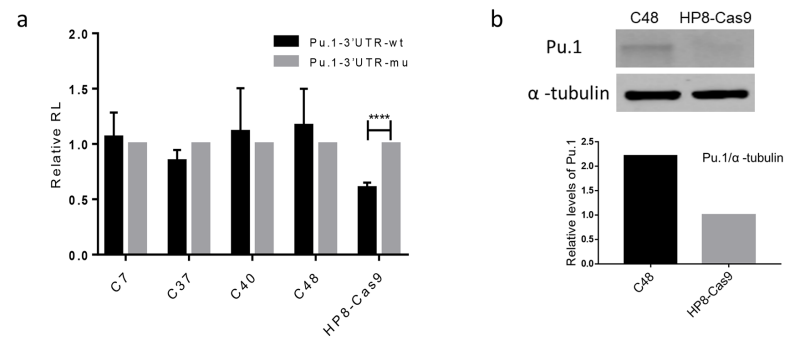 a
Relative RL
2.0
1.5
1.0
0.5
0.0
Pu.1-3'UTR-wt
Pu.1-3'UTR-mu
****
C7
C37
C40
C48
HP8-Cas9
b
C48 HP8-Cas9
Pu.1
α -tubulin
Relative levels of Pu.1
2.5
2.0
1.5
1.0
0.5
0.0
Pu.1/α -tubulin
C48
HP8-Cas9